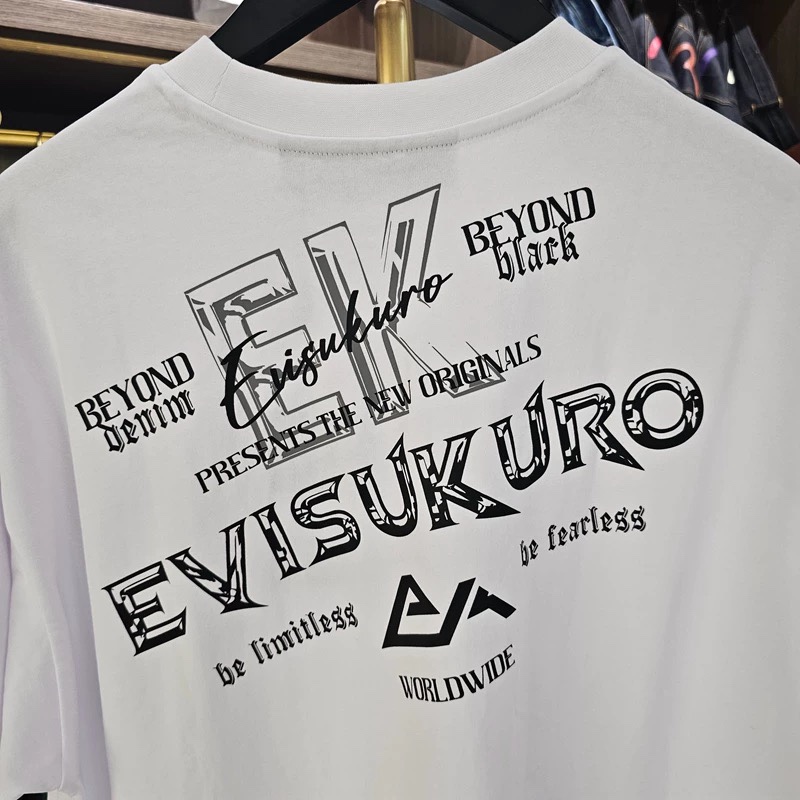 EK
BEYOND
black
Evisukuro
BEYOND
denim
PRESENTS THE NEW ORIGINALS
EVISUKURO
be fearless
be limitless
WORLDWIDE